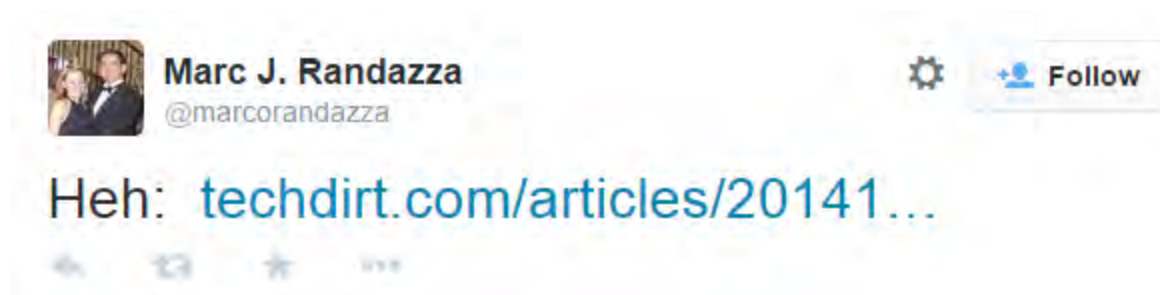 Marc J. Randazza
@marcorandazza
Follow
Heh: techdirt.com/articles/20141...